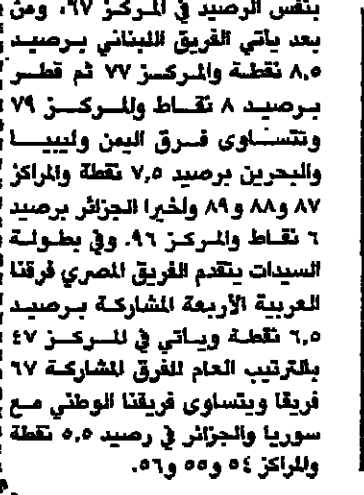 بنفس الرصيد في المركز ٦٧، ومن
بعد يأتي الفريق اللبناني برصيد
٨,٥ نقطة والمركز ٧٧ ثم قطر
برصيد ٨ نقاط والمركز ٧٩
وتتساوى فرق اليمن وليبيا
والبحرين برصيد ٧,٥ نقطة والمراكز
٨٧ و٨٨ و٨٩ واخيرا الجزائر برصيد
٦ نقاط والمركز ٩٦. وفي بطولة
السيدات يتقدم الفريق المصري فرقنا
العربية الأربعة المشاركة برصيد
٦,٥ نقطة ويأتي في المركز ٤٧
بالترتيب العام للفرق المشاركة ٦٧
فريقا ويتساوى فريقنا الوطني مع
سوريا والجزائر في رصيد ٥,٥ نقطة
والمراكز ٥٤ و٥٥ و٥٦.